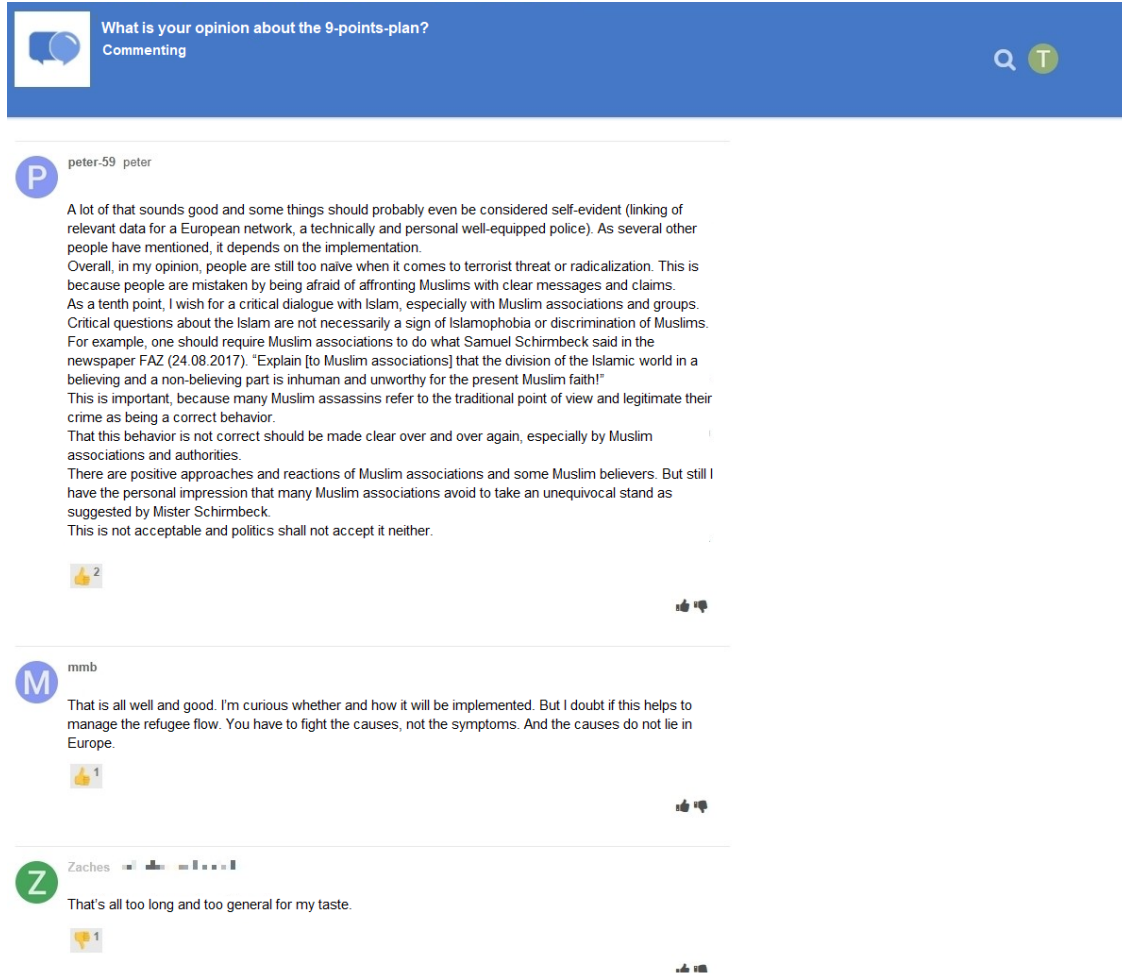 What is your opinion about the 9-points-plan?
Commenting
T
P
peter-59 peter
A lot of that sounds good and some things should probably even be considered self-evident (linking of
relevant data for a European network, a technically and personal well-equipped police). As several other
people have mentioned, it depends on the implementation.
Overall, in my opinion, people are still too naïve when it comes to terrorist threat or radicalization. This is
because people are mistaken by being afraid of affronting Muslims with clear messages and claims.
As a tenth point, I wish for a critical dialogue with Islam, especially with Muslim associations and groups.
Critical questions about the Islam are not necessarily a sign of Islamophobia or discrimination of Muslims.
For example, one should require Muslim associations to do what Samuel Schirmbeck said in the
newspaper FAZ (24.08.2017). “Explain [to Muslim associations] that the division of the Islamic world in a
believing and a non-believing part is inhuman and unworthy for the present Muslim faith!”
This is important, because many Muslim assassins refer to the traditional point of view and legitimate their
crime as being a correct behavior.
That this behavior is not correct should be made clear over and over again, especially by Muslim
associations and authorities.
There are positive approaches and reactions of Muslim associations and some Muslim believers. But still I
have the personal impression that many Muslim associations avoid to take an unequivocal stand as
suggested by Mister Schirmbeck.
This is not acceptable and politics shall not accept it neither.
2
M
mmb
That is all well and good. I’m curious whether and how it will be implemented. But I doubt if this helps to
manage the refugee flow. You have to fight the causes, not the symptoms. And the causes do not lie in
Europe.
1
Z
Zaches
That’s all too long and too general for my taste.
1